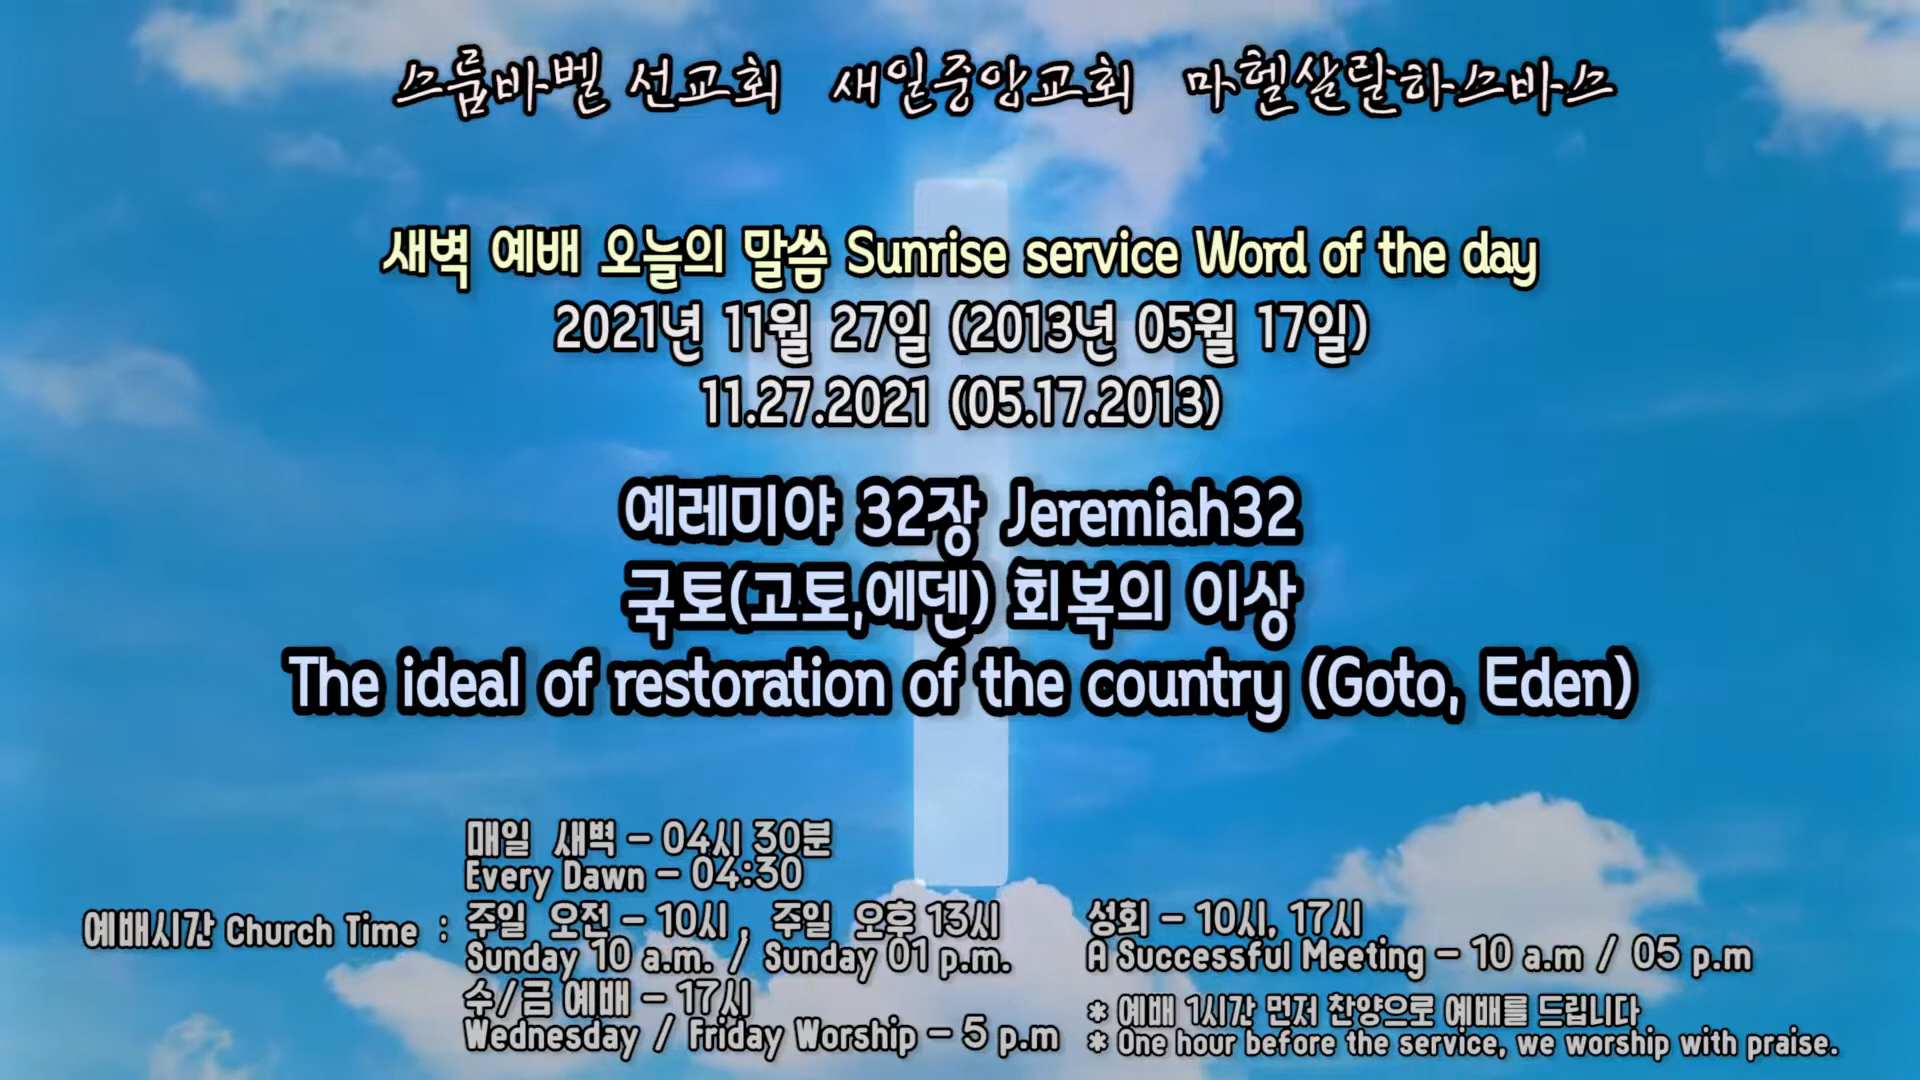 스룹바벨 선교회 새일중앙교회 마헬살랄하스바스
새벽 예배 오늘의 말씀 Sunrise service Word of the day
2021년 11월 27일 (2013년 05월 17일)
11.27.2021 (05.17.2013)
예레미야 32장 Jeremiah32
국토(고토,에덴) 회복의 이상
The ideal of restoration of the country (Goto, Eden)
예배시간 Church Time :
매일 새벽 - 04시 30분
Every Dawn - 04:30
주일 오전 - 10시 , 주일 오후 13시
Sunday 10 a.m. / Sunday 01 p.m.
수/금 예배 - 17시
Wednesday / Friday Worship - 5 p.m
성회 - 10시, 17시
A Successful Meeting - 10 a.m / 05 p.m
* 예배 1시간 먼저 찬양으로 예배를 드립니다
* One hour before the service, we worship with praise.